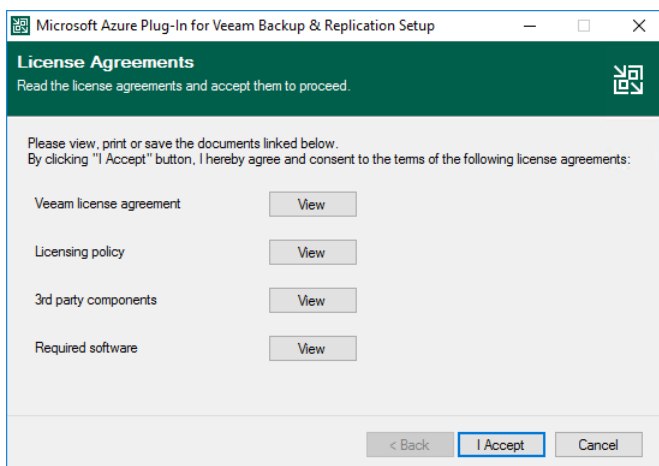 Microsoft Azure Plug-In for Veeam Backup & Replication Setup
License Agreements
Read the license agreements and accept them to proceed.
Please view, print or save the documents linked below.
By clicking "I Accept" button, I hereby agree and consent to the terms of the following license agreements:
Veeam license agreement View
Licensing policy View
3rd party components View
Required software View
< Back I Accept Cancel